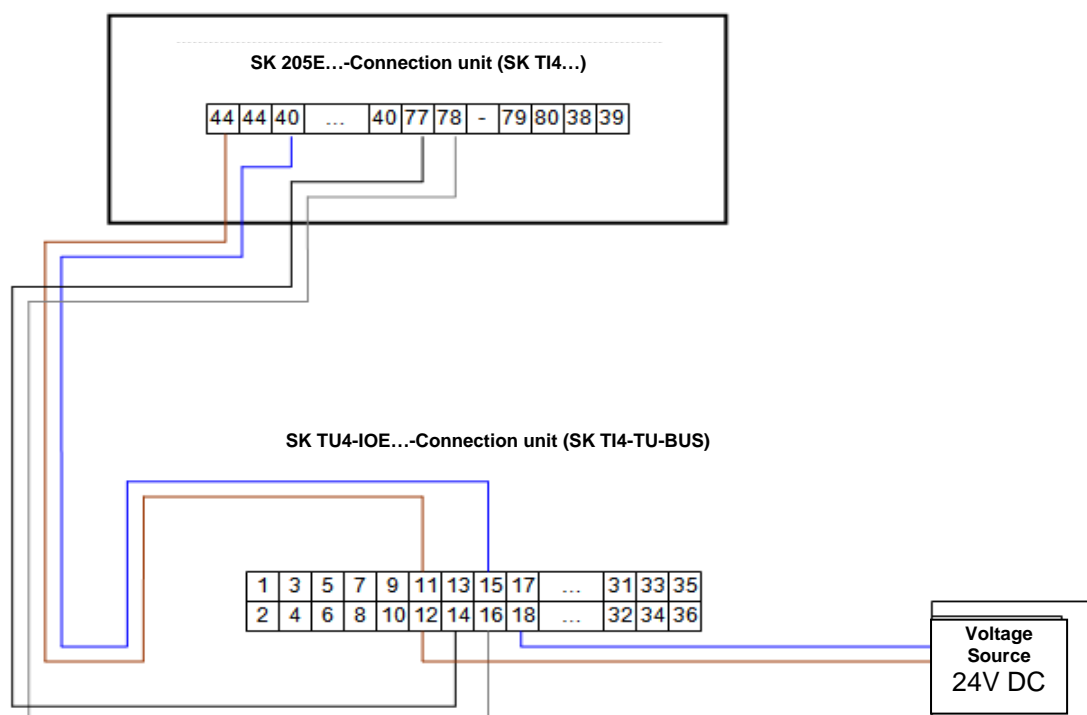 SK 205E…-Connection unit (SK TI4…)
44 44 40 ... 40 77 78 - 79 80 38 39
SK TU4-IOE…-Connection unit (SK TI4-TU-BUS)
1 3 5 7 9 11 13 15 17 ... 31 33 35
2 4 6 8 10 12 14 16 18 ... 32 34 36
Voltage
Source
24V DC